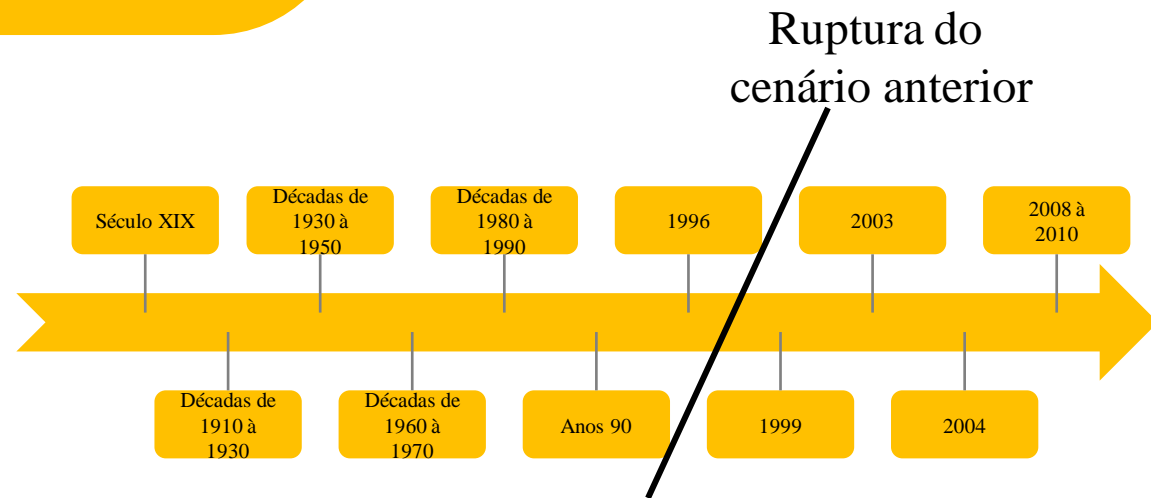 Ruptura do
cenário anterior
Século XIX
Décadas de
1930 à
1950
Décadas de
1980 à
1990
1996
2003
2008 à
2010
Décadas de
1910 à
1930
Décadas de
1960 à
1970
Anos 90
1999
2004